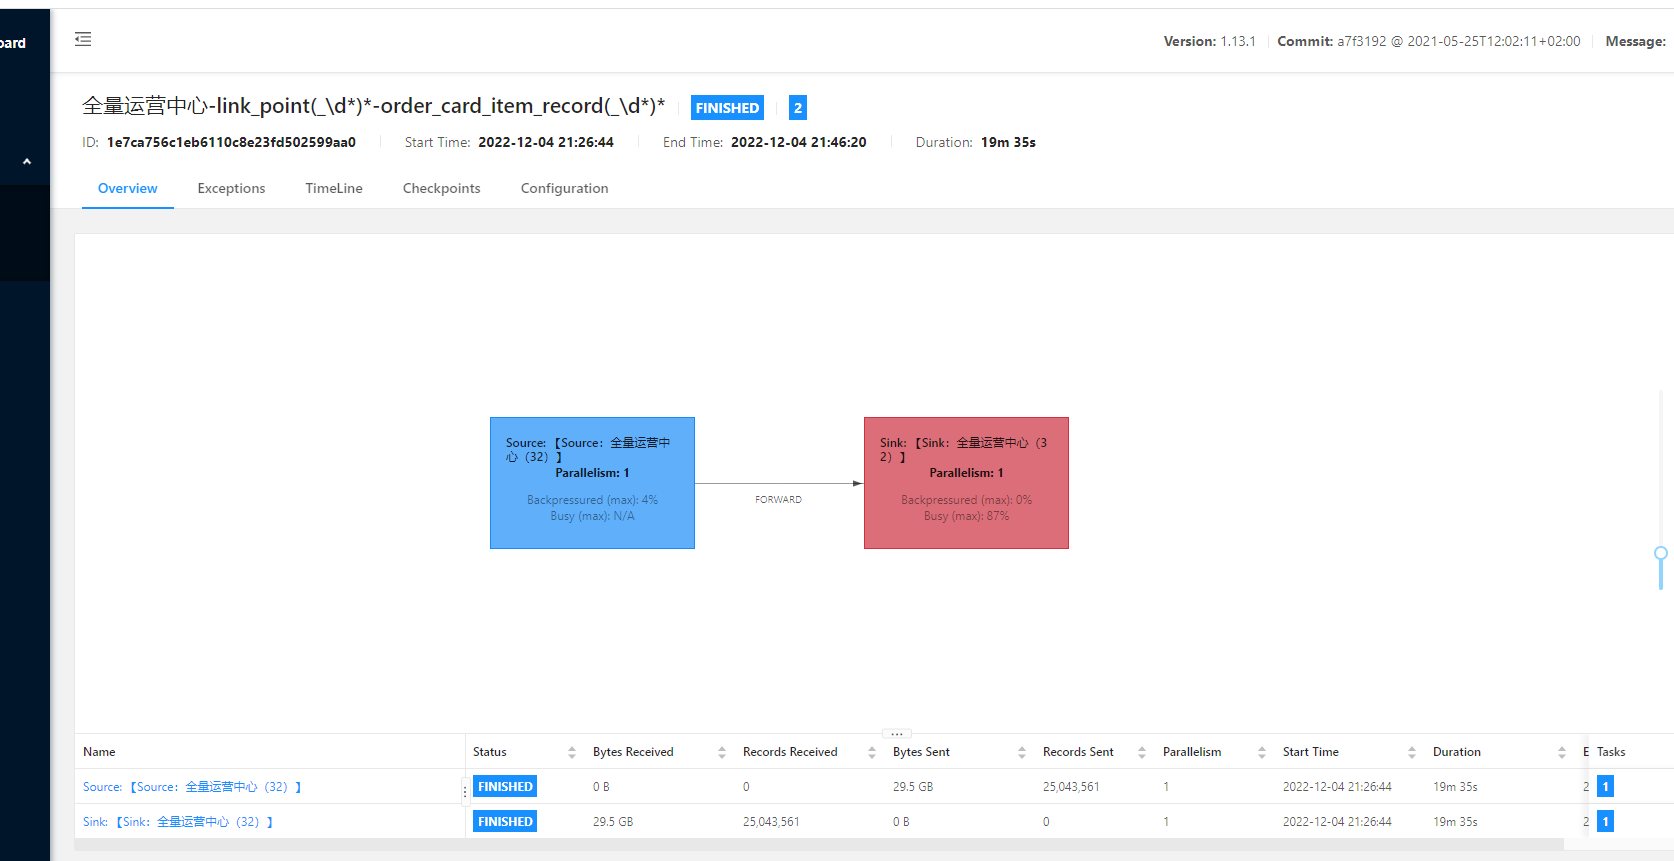 oard
Version: 1.13.1 Commit: a7f3192 @ 2021-05-25T12:02:11+02:00 Message:
全量运营中心-link_point(_\d*)*-order_card_item_record(_\d*)* FINISHED 2
ID: 1e7ca756c1eb6110c8e23fd502599aa0 Start Time: 2022-12-04 21:26:44 End Time: 2022-12-04 21:46:20 Duration: 19m 35s
Overview Exceptions TimeLine Checkpoints Configuration
Source: 【Source：全量运营中
心（32）】
Parallelism: 1
Backpressured (max): 4%
Busy (max): N/A
FORWARD
Sink: 【Sink：全量运营中心（3
2）】
Parallelism: 1
Backpressured (max): 0%
Busy (max): 87%
Name Status Bytes Received Records Received Bytes Sent Records Sent Parallelism Start Time Duration E Tasks
Source: 【Source：全量运营中心（32）】 FINISHED 0 B 0 29.5 GB 25,043,561 1 2022-12-04 21:26:44 19m 35s 2 1
Sink: 【Sink：全量运营中心（32）】 FINISHED 29.5 GB 25,043,561 0 B 0 1 2022-12-04 21:26:44 19m 35s 2 1